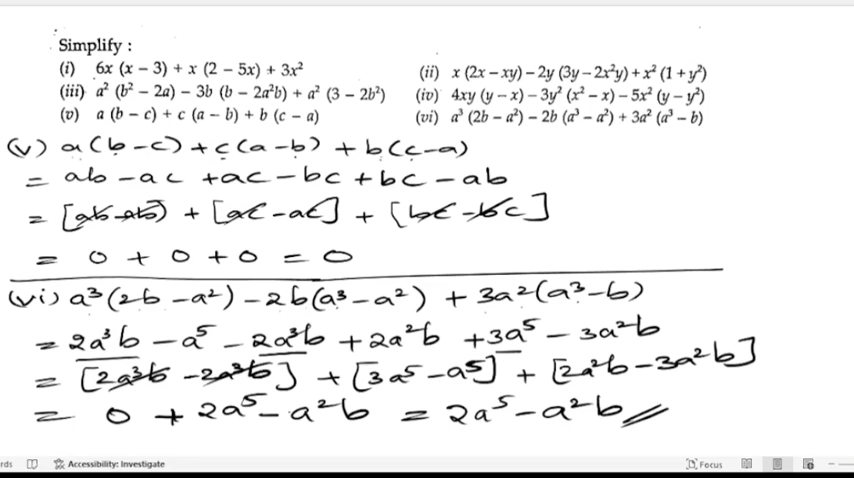 Simplify :
(i) 6x (x – 3) + x (2 – 5x) + 3x² (ii) x (2x – xy) – 2y (3y – 2x²y) + x² (1 + y²)
(iii) a² (b² – 2a) – 3b (b – 2a²b) + a² (3 – 2b²) (iv) 4xy (y – x) – 3y² (x² – x) – 5x² (y – y²)
(v) a (b – c) + c (a – b) + b (c – a) (vi) a³ (2b – a²) – 2b (a³ – a²) + 3a² (a³ – b)
(v) a(b-c)+c(a-b) + b(c-a)
= ab - ac + ac - bc + bc - ab
= [ab-ab] + [ac-ac] + [bc-bc]
= 0 + 0 + 0 = 0
(vi) a³(2b-a²) - 2b(a³-a²) + 3a²(a³-b)
= 2a³b - a⁵ - 2a³b + 2a²b + 3a⁵ - 3a²b
= [2a³b - 2a³b] + [3a⁵-a⁵] + [2a²b-3a²b]
= 0 + 2a⁵ - a²b = 2a⁵ - a²b //
rds Accessibility: Investigate Focus